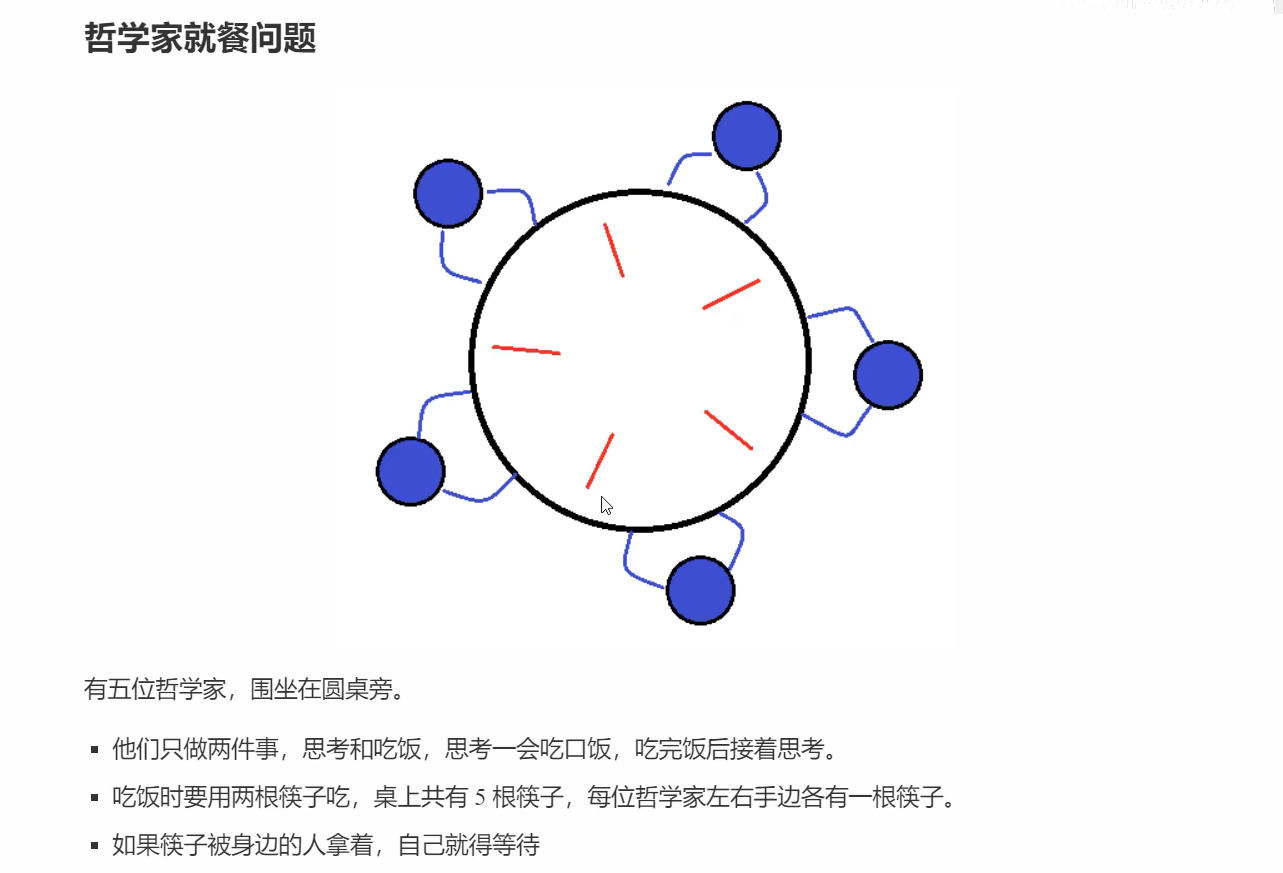 哲学家就餐问题
有五位哲学家，围坐在圆桌旁。
他们只做两件事，思考和吃饭，思考一会吃口饭，吃完饭后接着思考。
吃饭时要用两根筷子吃，桌上共有 5 根筷子，每位哲学家左右手边各有一根筷子。
如果筷子被身边的人拿着，自己就得等待